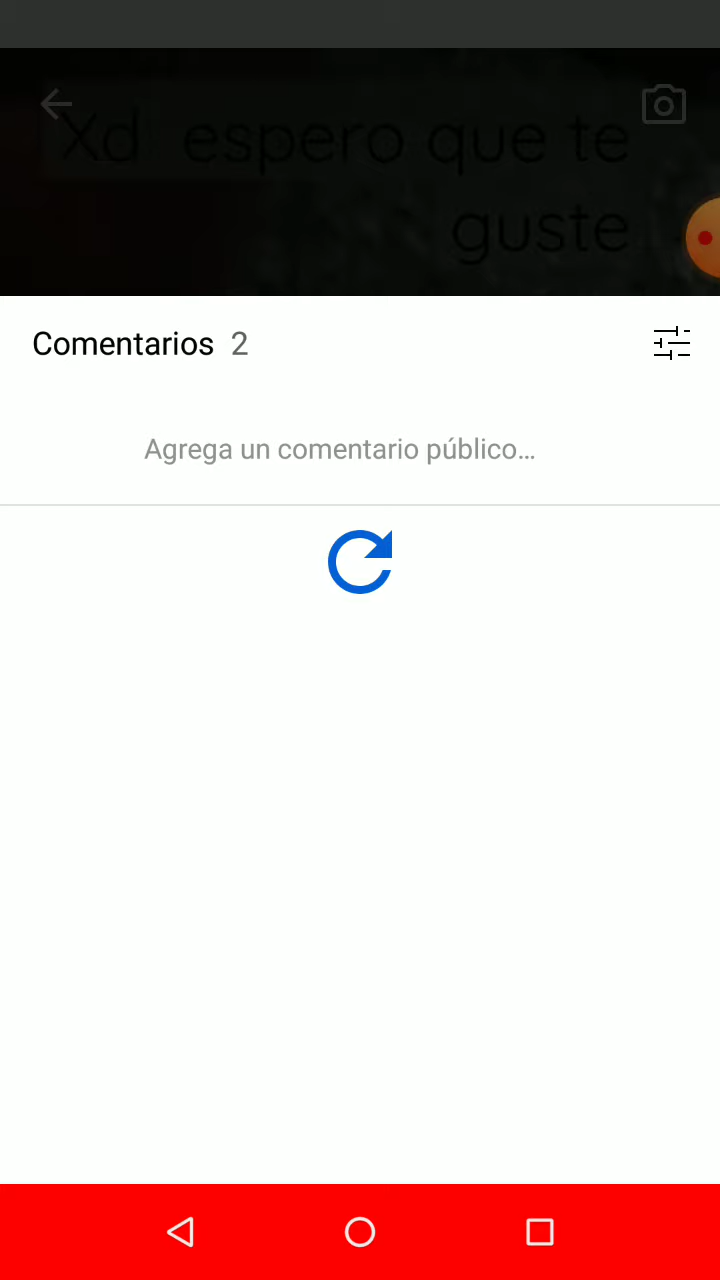 Xd espero que te
guste
Comentarios 2
Agrega un comentario público...